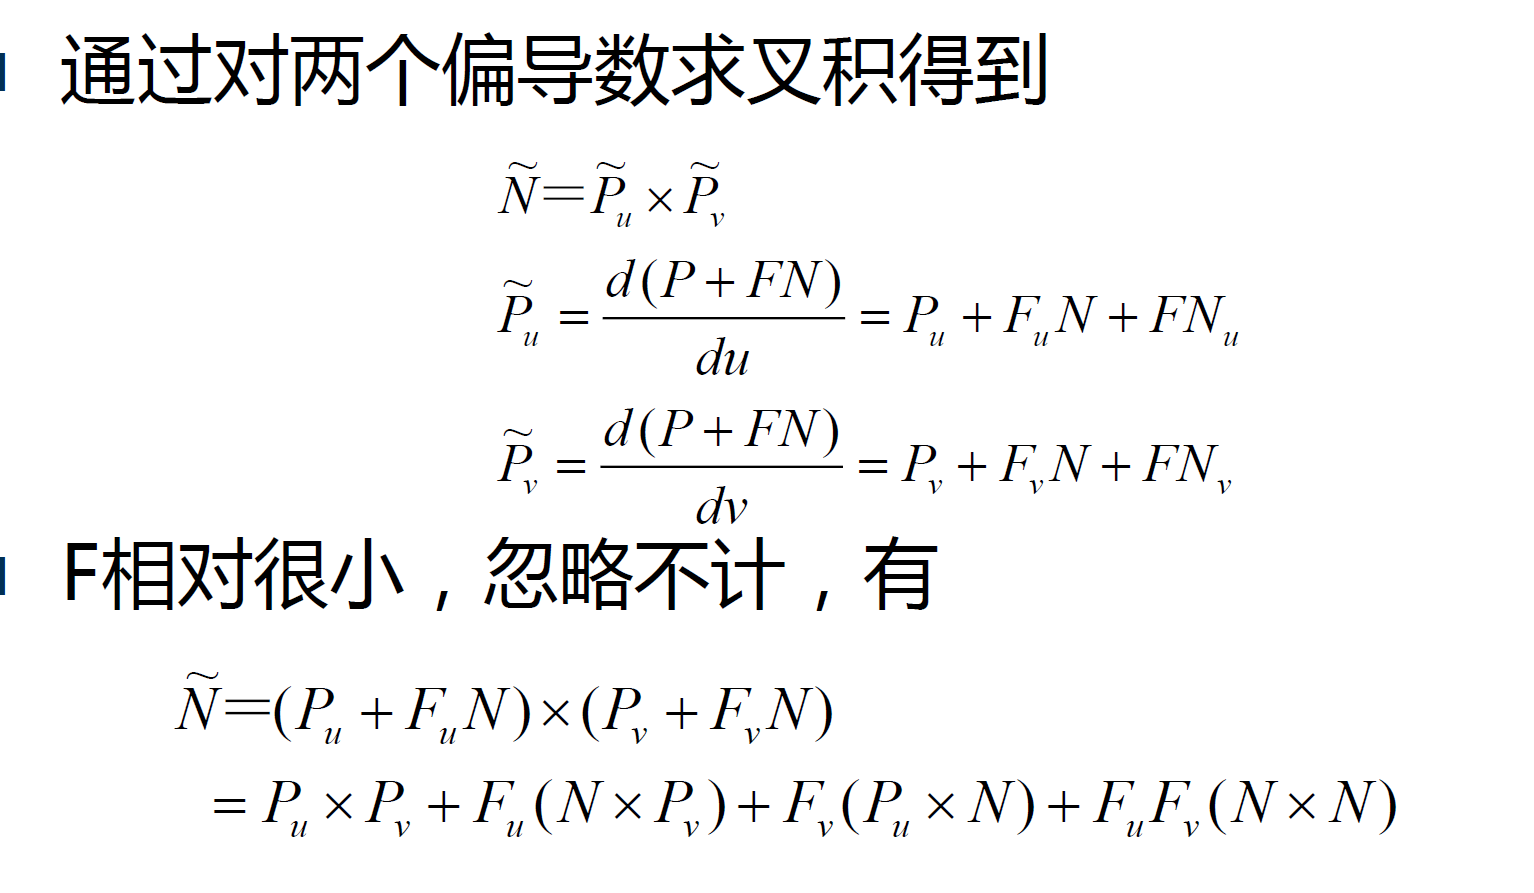 通过对两个偏导数求叉积得到
Ñ=P̃ᵤ×P̃ᵥ
P̃ᵤ = d(P+FN)/du = Pᵤ + FᵤN + FNᵤ
P̃ᵥ = d(P+FN)/dv = Pᵥ + FᵥN + FNᵥ
F相对很小，忽略不计，有
Ñ=(Pᵤ + FᵤN)×(Pᵥ + FᵥN)
= Pᵤ×Pᵥ + Fᵤ(N×Pᵥ) + Fᵥ(Pᵤ×N) + FᵤFᵥ(N×N)